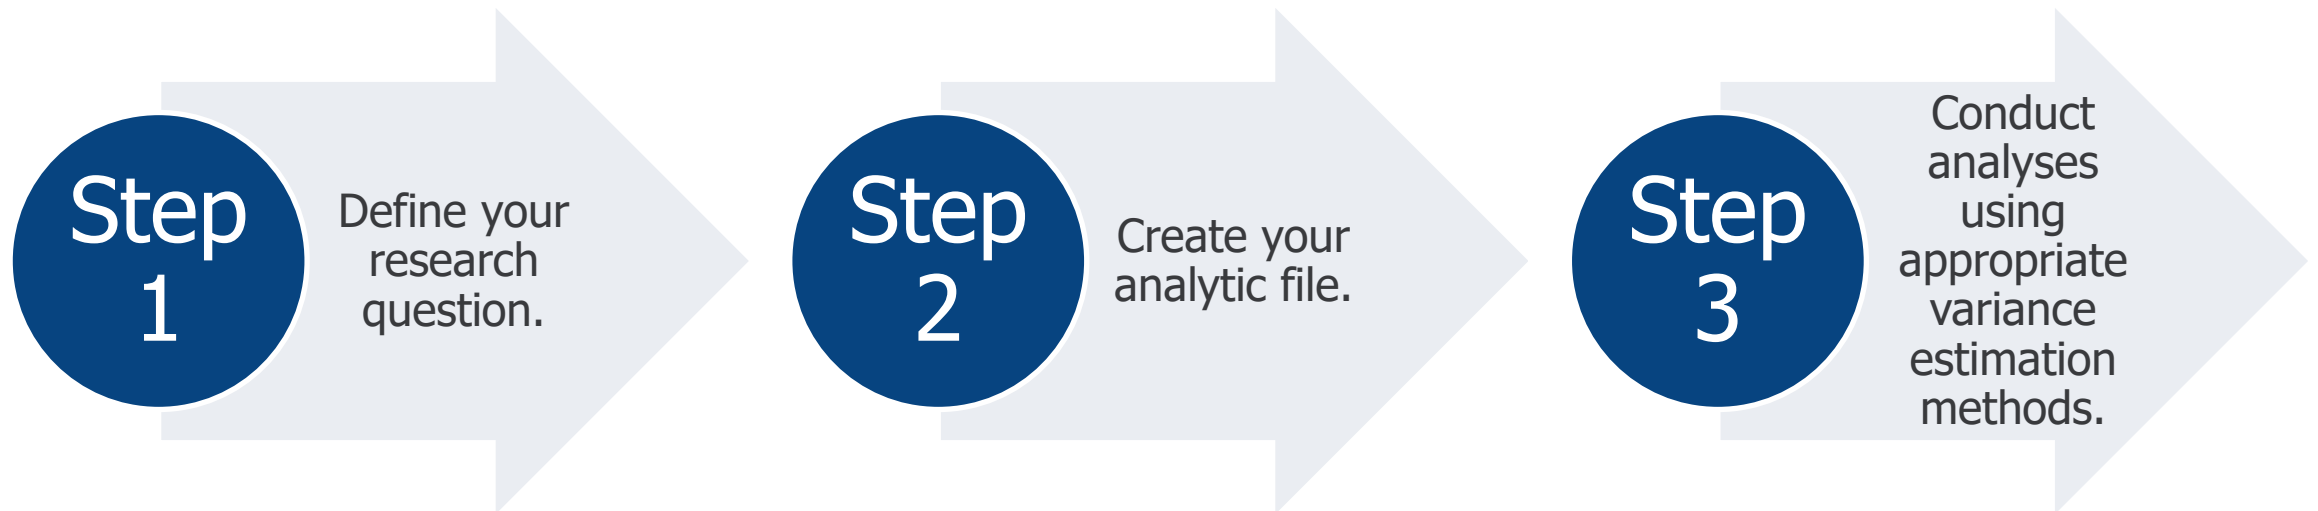 Step
1
Define your
research
question.
Step
2
Create your
analytic file.
Step
3
Conduct
analyses
using
appropriate
variance
estimation
methods.